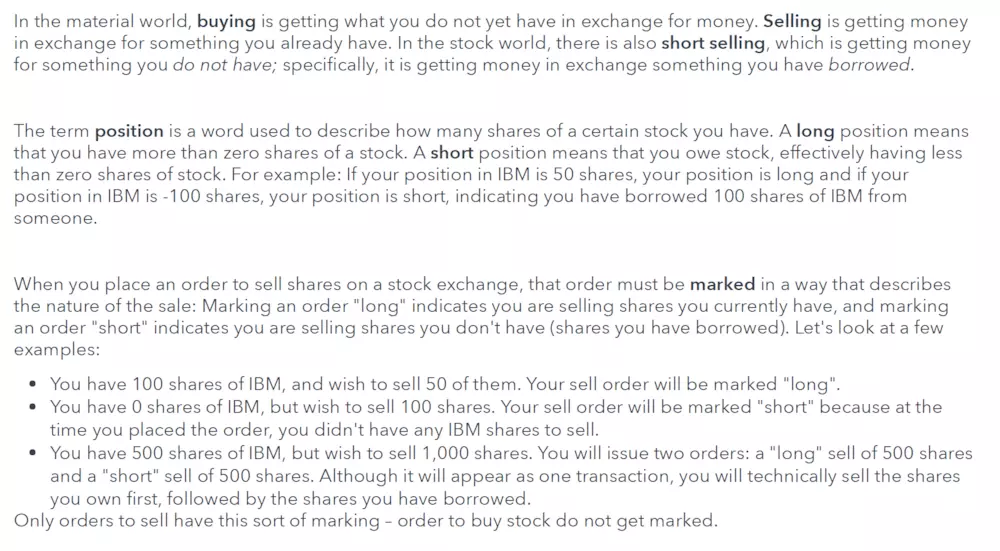 In the material world, buying is getting what you do not yet have in exchange for money. Selling is getting money
in exchange for something you already have. In the stock world, there is also short selling, which is getting money
for something you do not have; specifically, it is getting money in exchange something you have borrowed.
The term position is a word used to describe how many shares of a certain stock you have. A long position means
that you have more than zero shares of a stock. A short position means that you owe stock, effectively having less
than zero shares of stock. For example: If your position in IBM is 50 shares, your position is long and if your
position in IBM is -100 shares, your position is short, indicating you have borrowed 100 shares of IBM from
someone.
When you place an order to sell shares on a stock exchange, that order must be marked in a way that describes
the nature of the sale: Marking an order "long" indicates you are selling shares you currently have, and marking
an order "short" indicates you are selling shares you don't have (shares you have borrowed). Let's look at a few
examples:
• You have 100 shares of IBM, and wish to sell 50 of them. Your sell order will be marked "long".
• You have 0 shares of IBM, but wish to sell 100 shares. Your sell order will be marked "short" because at the
time you placed the order, you didn't have any IBM shares to sell.
• You have 500 shares of IBM, but wish to sell 1,000 shares. You will issue two orders: a "long" sell of 500 shares
and a "short" sell of 500 shares. Although it will appear as one transaction, you will technically sell the shares
you own first, followed by the shares you have borrowed.
Only orders to sell have this sort of marking – order to buy stock do not get marked.